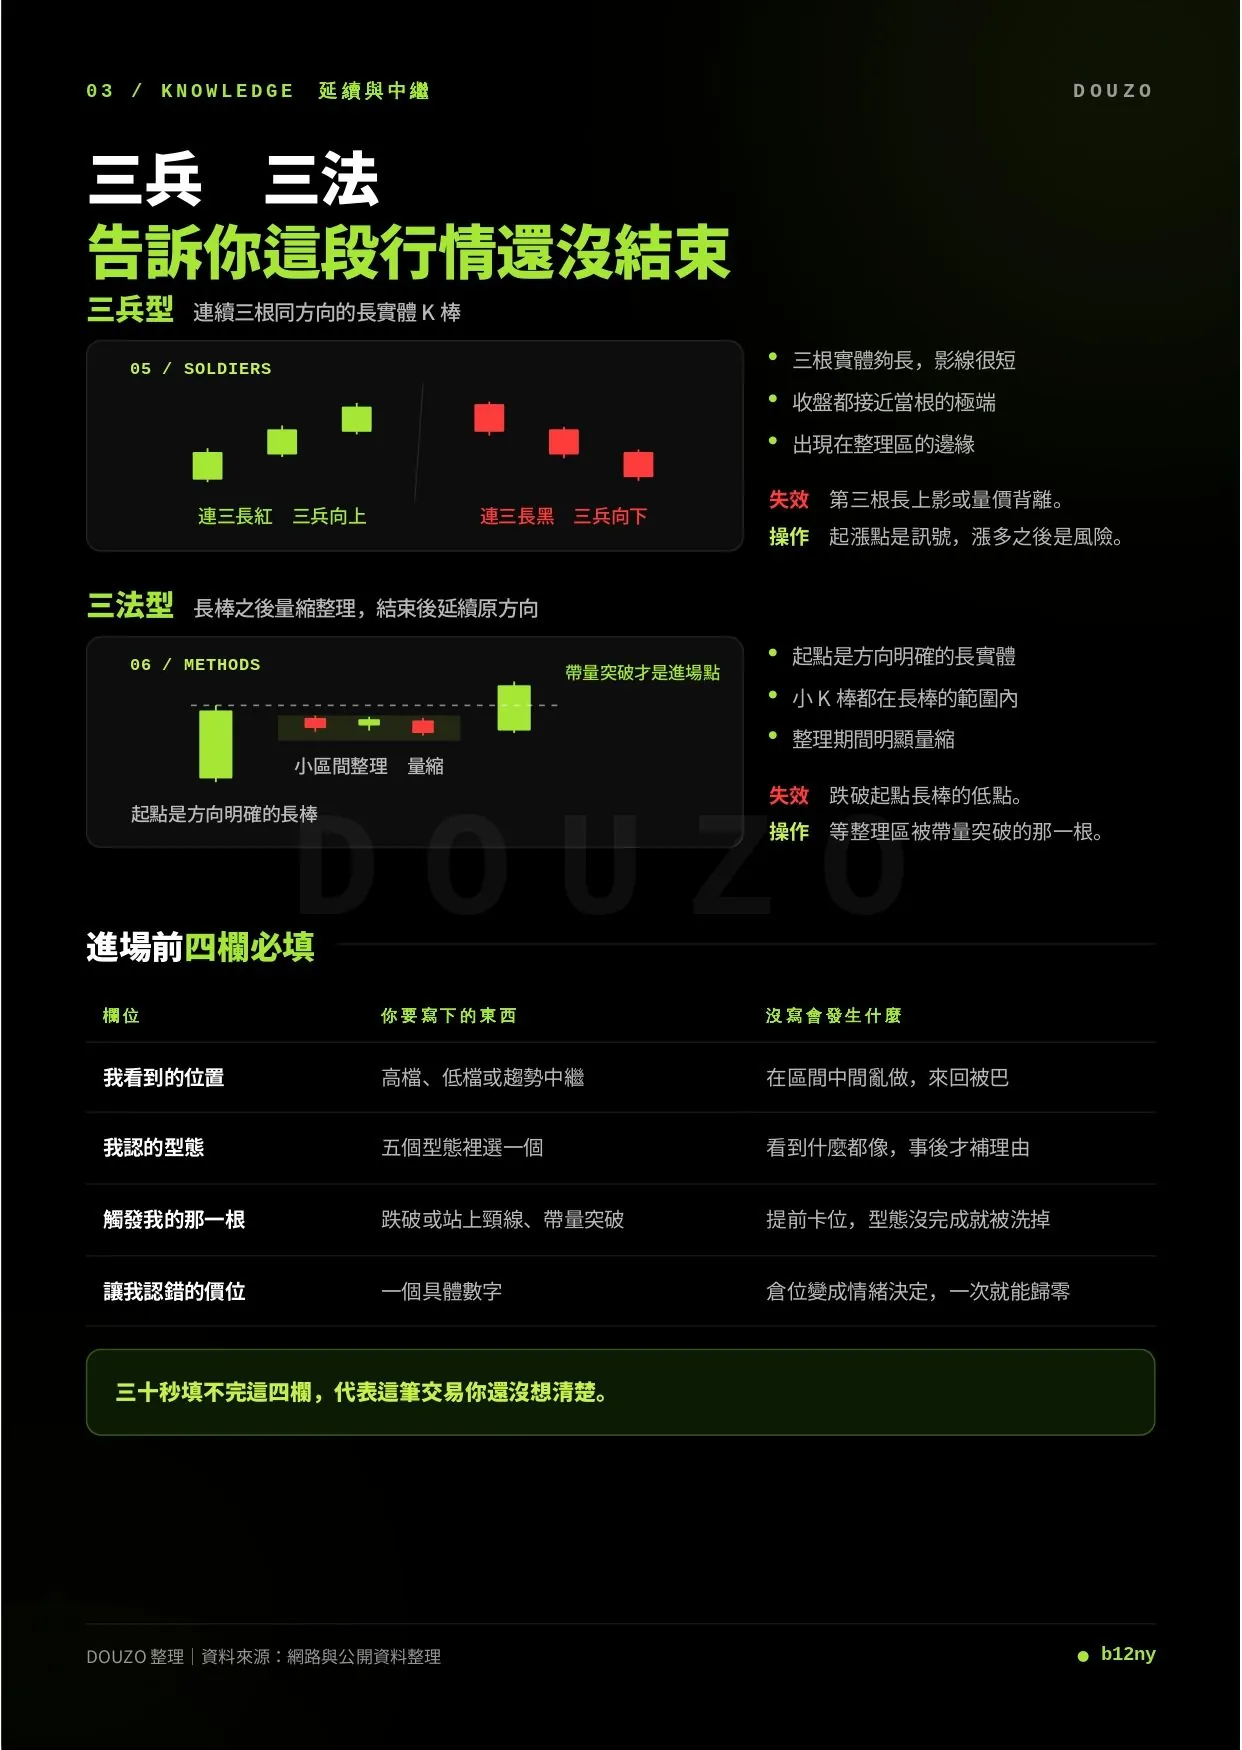 03 / KNOWLEDGE 延續與中繼
DOUZO
三兵 三法
告訴你這段行情還沒結束
三兵型 連續三根同方向的長實體 K 棒
05 / SOLDIERS
連三長紅 三兵向上
連三長黑 三兵向下
三根實體夠長，影線很短
收盤都接近當根的極端
出現在整理區的邊緣
失效 第三根長上影或量價背離。
操作 起漲點是訊號，漲多之後是風險。
三法型 長棒之後量縮整理，結束後延續原方向
06 / METHODS
帶量突破才是進場點
小區間整理 量縮
起點是方向明確的長棒
起點是方向明確的長實體
小 K 棒都在長棒的範圍內
整理期間明顯量縮
失效 跌破起點長棒的低點。
操作 等整理區被帶量突破的那一根。
DOUZO
進場前四欄必填
欄位 你要寫下的東西 沒寫會發生什麼
我看到的位置 高檔、低檔或趨勢中繼 在區間中間亂做，來回被巴
我認的型態 五個型態裡選一個 看到什麼都像，事後才補理由
觸發我的那一根 跌破或站上頸線、帶量突破 提前卡位，型態沒完成就被洗掉
讓我認錯的價位 一個具體數字 倉位變成情緒決定，一次就能歸零
三十秒填不完這四欄，代表這筆交易你還沒想清楚。
DOUZO 整理｜資料來源：網路與公開資料整理
b12ny